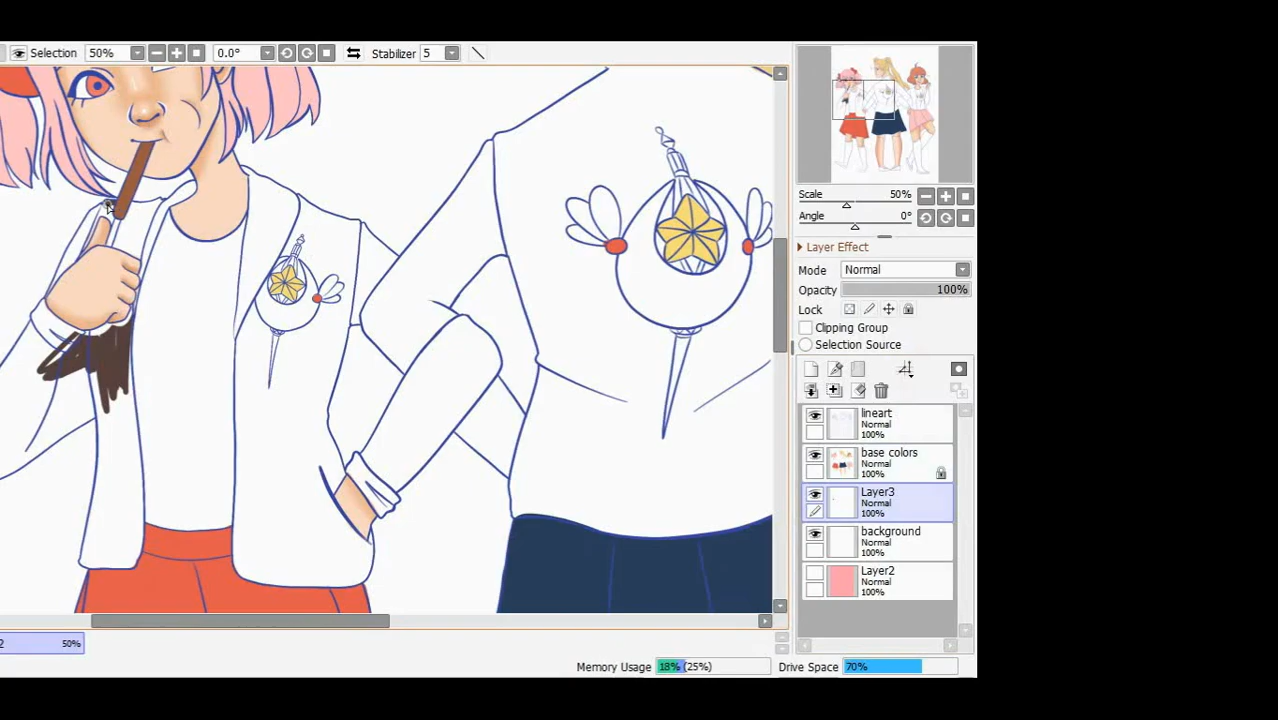 Selection 50% 0.0° Stabilizer 5
Scale 50%
Angle 0°
Layer Effect
Mode Normal
Opacity 100%
Lock
Clipping Group
Selection Source
lineart
Normal
100%
base colors
Normal
100%
Layer3
Normal
100%
background
Normal
100%
Layer2
Normal
100%
2 50%
Memory Usage 18% (25%) Drive Space 70%